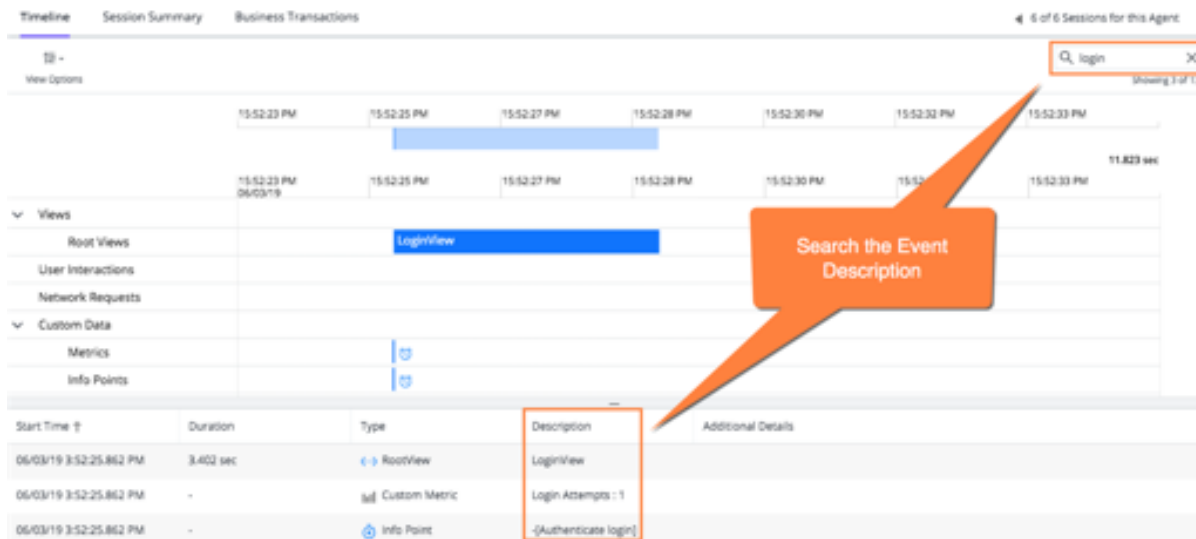 Timeline Session Summary Business Transactions 6 of 6 Sessions for this Agent
View Options
login
Showing 3 of
15:52:23 PM 15:52:25 PM 15:52:27 PM 15:52:28 PM 15:52:30 PM 15:52:32 PM 15:52:33 PM
11.823 sec
15:52:23 PM 15:52:25 PM 15:52:27 PM 15:52:28 PM 15:52:30 PM 15:52:33 PM
06/03/19
Views
Root Views LoginView
User Interactions
Network Requests
Custom Data
Metrics
Info Points
Search the Event
Description
Start Time Duration Type Description Additional Details
06/03/19 3:52:25.862 PM 3.402 sec RootView LoginView
06/03/19 3:52:25.862 PM - Custom Metric Login Attempts : 1
06/03/19 3:52:25.862 PM - Info Point -[Authenticate login]